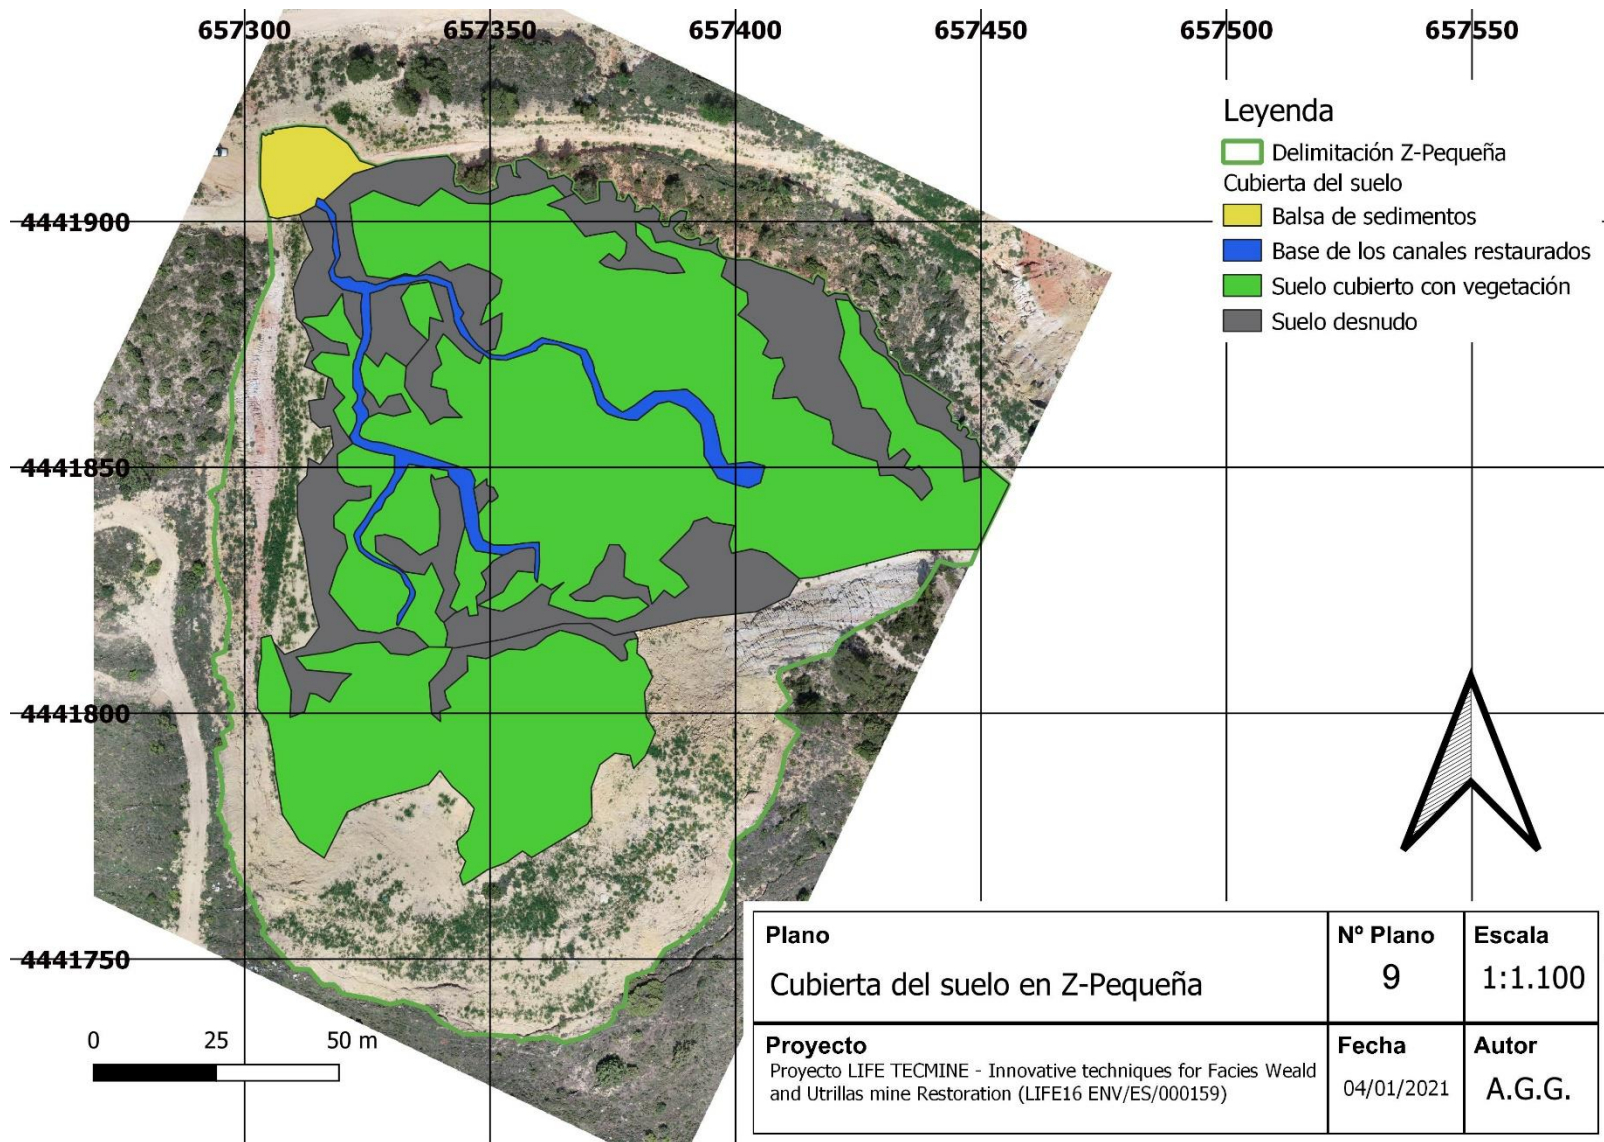 657300 657350 657400 657450 657500 657550
Leyenda
Delimitación Z-Pequeña
Cubierta del suelo
Balsa de sedimentos
Base de los canales restaurados
Suelo cubierto con vegetación
Suelo desnudo
4441900
4441850
4441800
4441750
0 25 50 m
Plano
Cubierta del suelo en Z-Pequeña
Nº Plano
9
Escala
1:1.100
Proyecto
Proyecto LIFE TECMINE - Innovative techniques for Facies Weald
and Utrillas mine Restoration (LIFE16 ENV/ES/000159)
Fecha
04/01/2021
Autor
A.G.G.